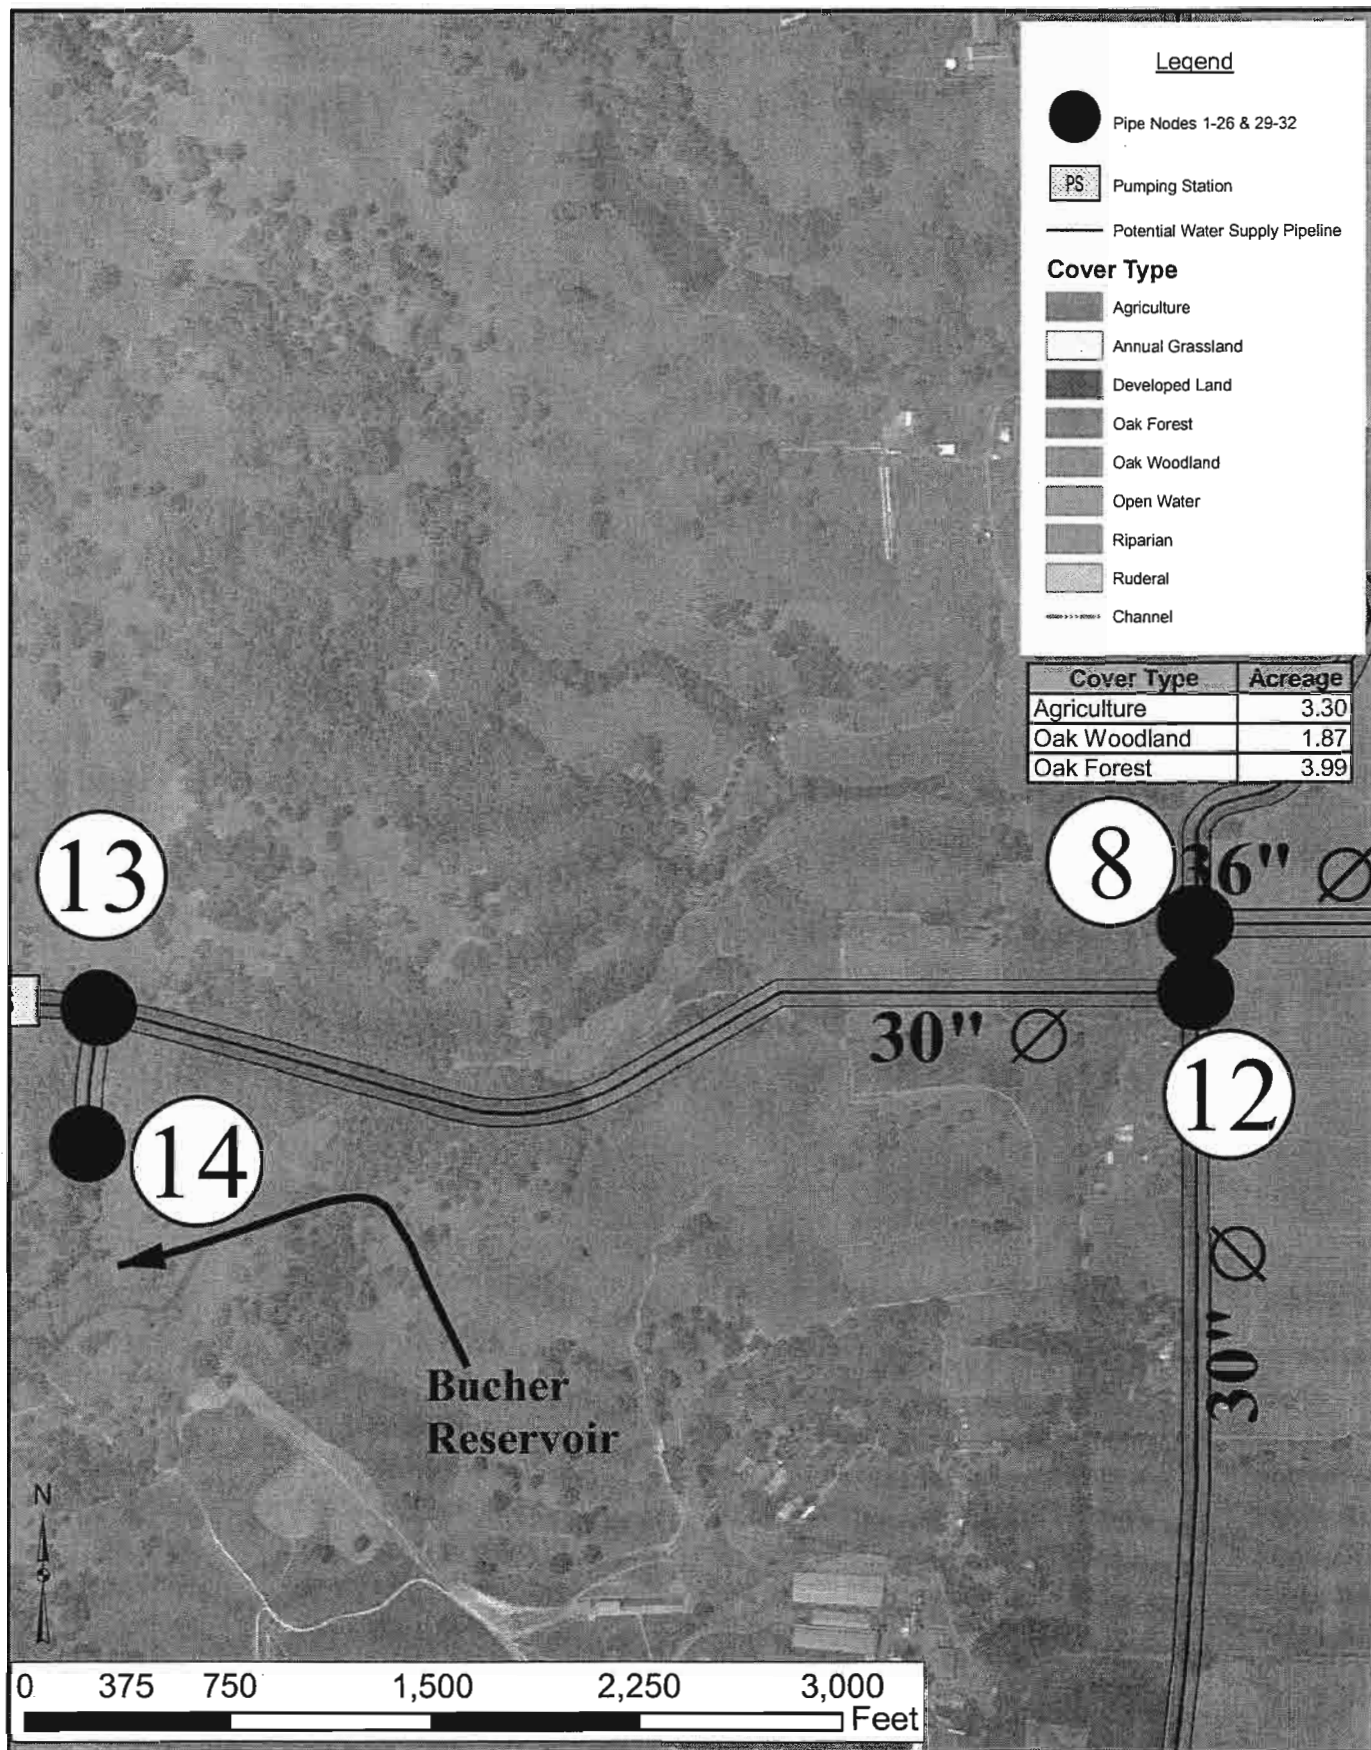 Legend
Pipe Nodes 1-26 & 29-32
PS Pumping Station
Potential Water Supply Pipeline
Cover Type
Agriculture
Annual Grassland
Developed Land
Oak Forest
Oak Woodland
Open Water
Riparian
Ruderal
Channel
Cover Type Acreage
Agriculture 3.30
Oak Woodland 1.87
Oak Forest 3.99
13
8
36" Ø
30" Ø
12
14
30" Ø
Bucher
Reservoir
N
0 375 750 1,500 2,250 3,000
Feet